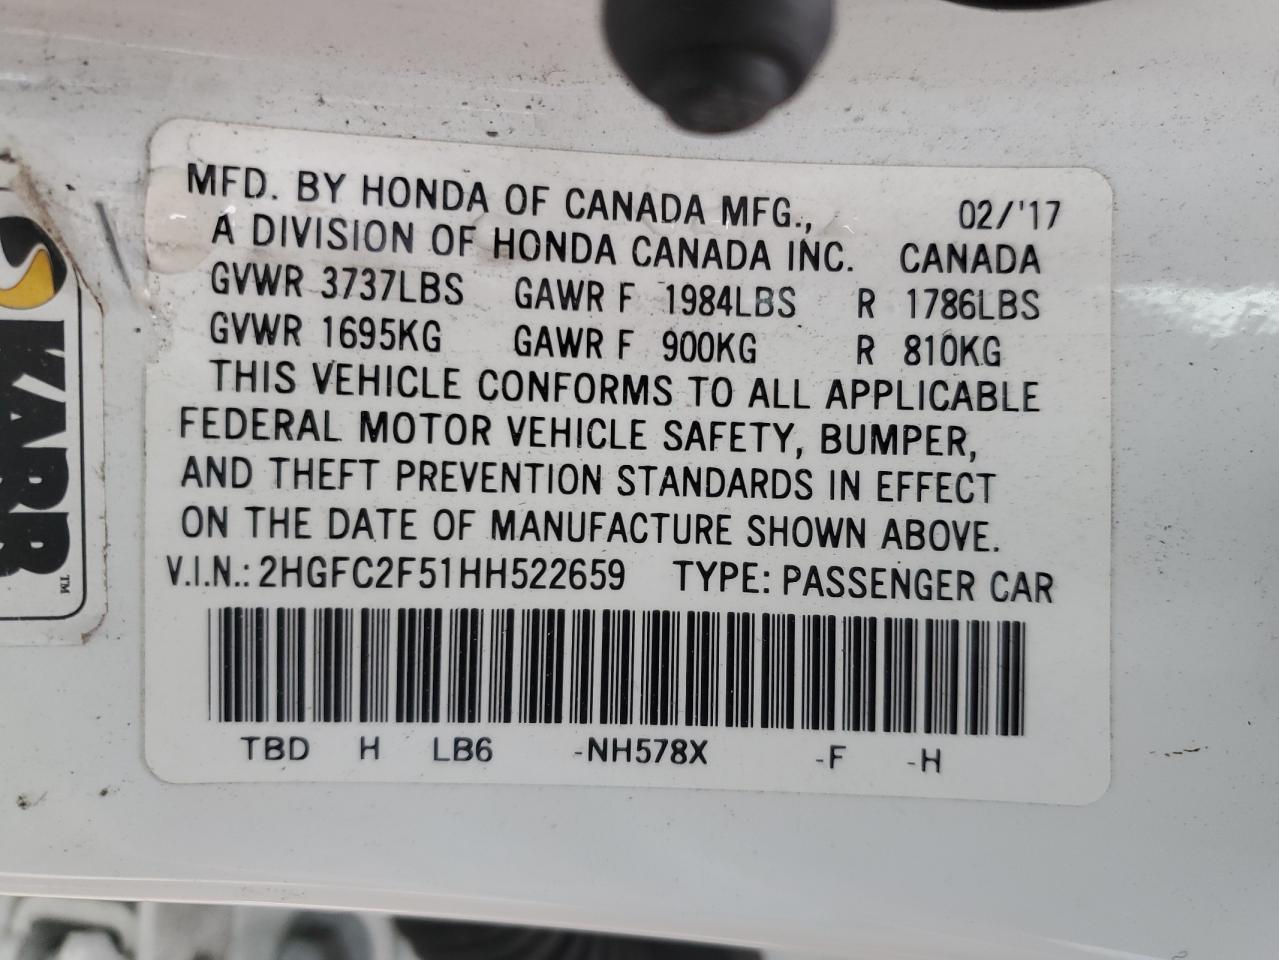 MFD. BY HONDA OF CANADA MFG., 02/'17
A DIVISION OF HONDA CANADA INC. CANADA
GVWR 3737LBS GAWR F 1984LBS R 1786LBS
GVWR 1695KG GAWR F 900KG R 810KG
THIS VEHICLE CONFORMS TO ALL APPLICABLE
FEDERAL MOTOR VEHICLE SAFETY, BUMPER,
AND THEFT PREVENTION STANDARDS IN EFFECT
ON THE DATE OF MANUFACTURE SHOWN ABOVE.
V.I.N.: 2HGFC2F51HH522659 TYPE: PASSENGER CAR
TBD H LB6 -NH578X -F -H
KARR™